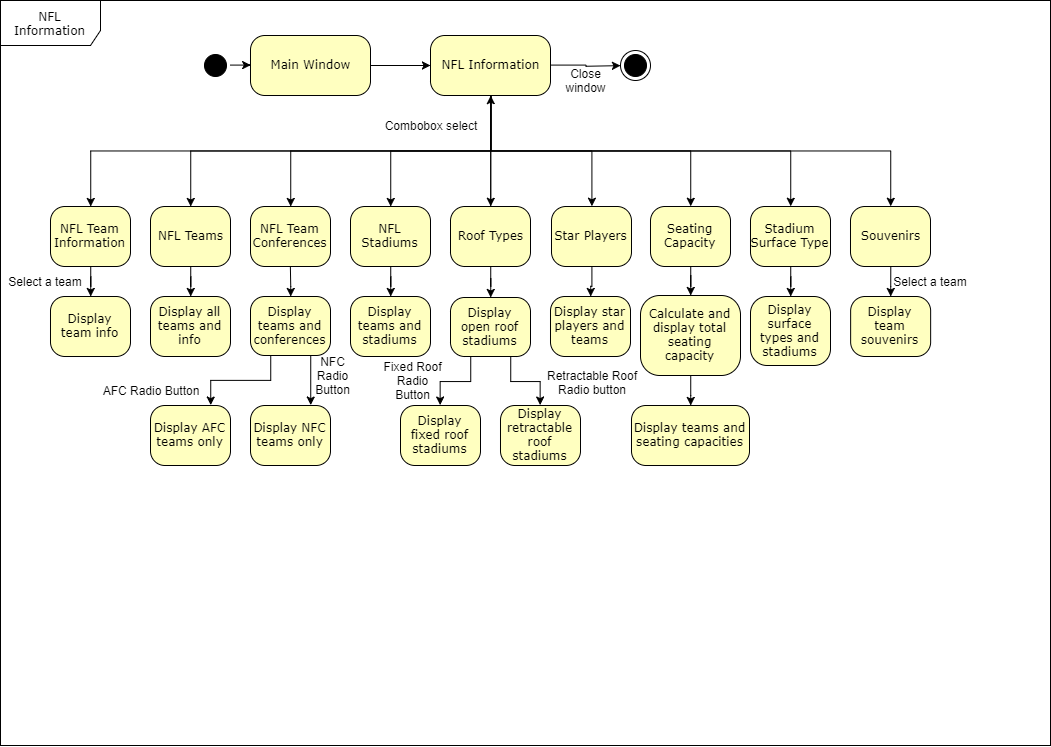 NFL
Information
Main Window
NFL Information
Close
window
Combobox select
NFL Team
Information
NFL Teams
NFL Team
Conferences
NFL
Stadiums
Roof Types
Star Players
Seating
Capacity
Stadium
Surface Type
Souvenirs
Select a team
Select a team
Display
team info
Display all
teams and
info
Display
teams and
conferences
Display
teams and
stadiums
Display
open roof
stadiums
Display star
players and
teams
Calculate and
display total
seating
capacity
Display
surface
types and
stadiums
Display
team
souvenirs
AFC Radio Button
NFC
Radio
Button
Fixed Roof
Radio
Button
Retractable Roof
Radio button
Display AFC
teams only
Display NFC
teams only
Display
fixed roof
stadiums
Display
retractable
roof
stadiums
Display teams and
seating capacities